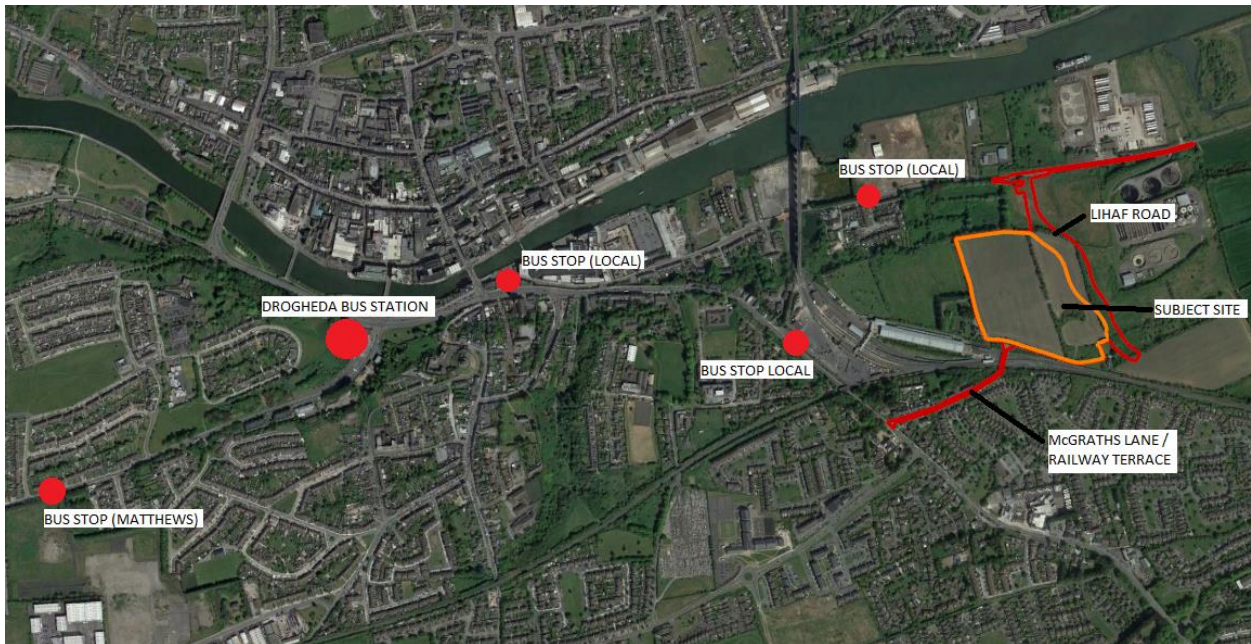 BUS STOP (LOCAL)
LIHAF ROAD
BUS STOP (LOCAL)
DROGHEDA BUS STATION
SUBJECT SITE
BUS STOP LOCAL
McGRATHS LANE /
RAILWAY TERRACE
BUS STOP (MATTHEWS)